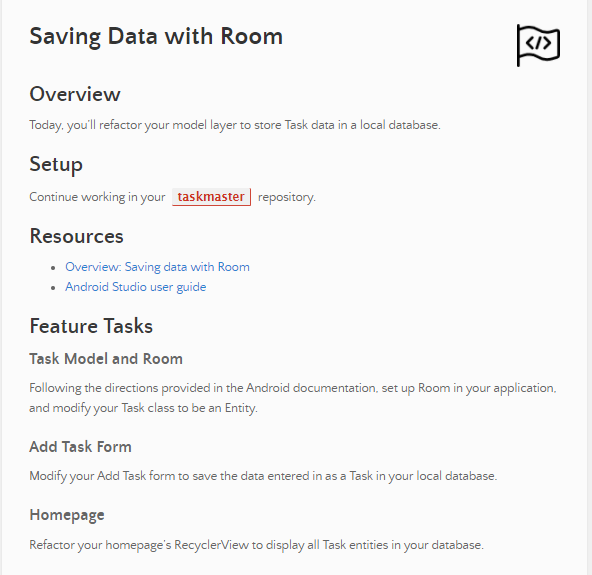 Saving Data with Room
</>
Overview
Today, you'll refactor your model layer to store Task data in a local database.
Setup
Continue working in your taskmaster repository.
Resources
Overview: Saving data with Room
Android Studio user guide
Feature Tasks
Task Model and Room
Following the directions provided in the Android documentation, set up Room in your application,
and modify your Task class to be an Entity.
Add Task Form
Modify your Add Task form to save the data entered in as a Task in your local database.
Homepage
Refactor your homepage's RecyclerView to display all Task entities in your database.